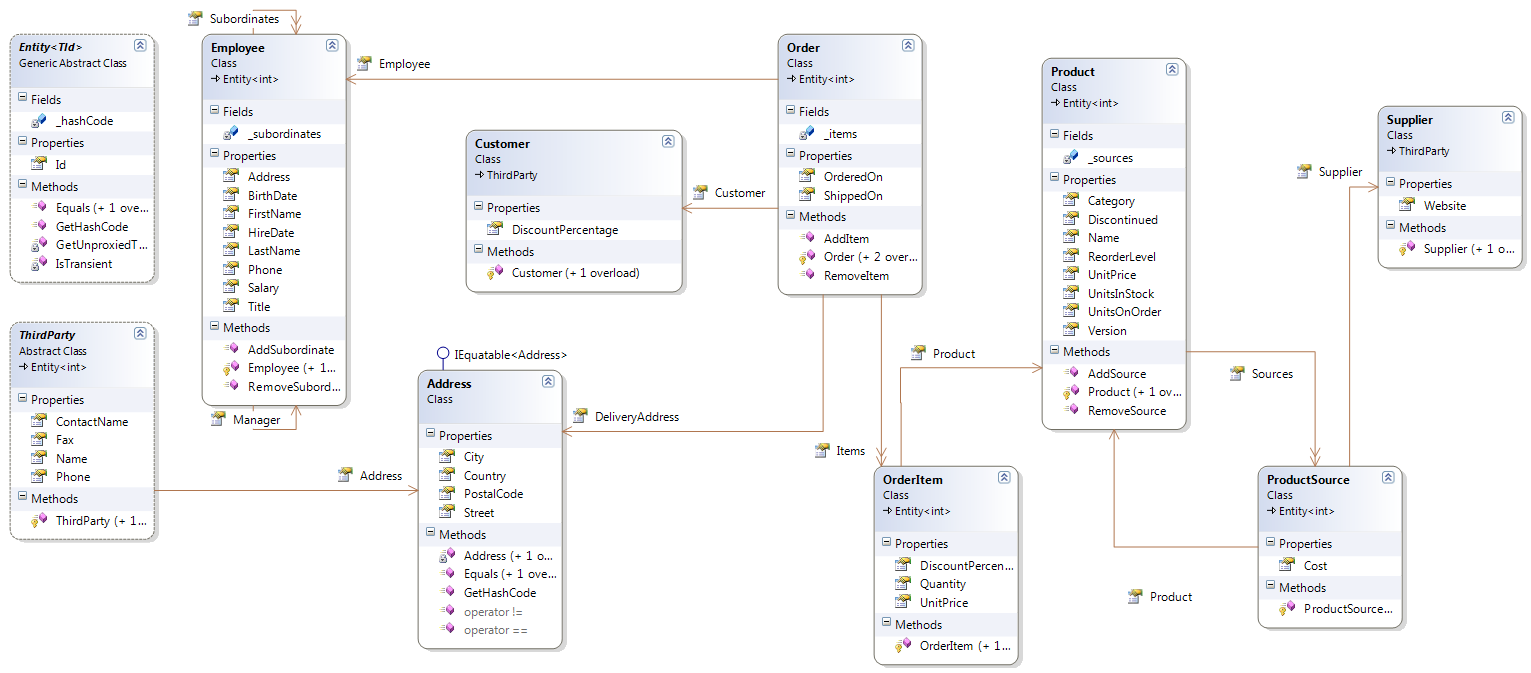 Entity<TId>
Generic Abstract Class
Fields
_hashCode
Properties
Id
Methods
Equals (+ 1 ove...
GetHashCode
GetUnproxiedT...
IsTransient
ThirdParty
Abstract Class
Entity<int>
Properties
ContactName
Fax
Name
Phone
Methods
ThirdParty (+ 1...
Address
Subordinates
Employee
Class
Entity<int>
Fields
_subordinates
Properties
Address
BirthDate
FirstName
HireDate
LastName
Phone
Salary
Title
Methods
AddSubordinate
Employee (+ 1...
RemoveSubord...
Manager
Employee
Customer
Class
ThirdParty
Properties
DiscountPercentage
Methods
Customer (+ 1 overload)
Customer
IEquatable<Address>
Address
Class
Properties
City
Country
PostalCode
Street
Methods
Address (+ 1 o...
Equals (+ 1 ove...
GetHashCode
operator !=
operator ==
DeliveryAddress
Order
Class
Entity<int>
Fields
_items
Properties
OrderedOn
ShippedOn
Methods
AddItem
Order (+ 2 over...
RemoveItem
Items
Product
OrderItem
Class
Entity<int>
Properties
DiscountPercen...
Quantity
UnitPrice
Methods
OrderItem (+ 1...
Product
Class
Entity<int>
Fields
_sources
Properties
Category
Discontinued
Name
ReorderLevel
UnitPrice
UnitsInStock
UnitsOnOrder
Version
Methods
AddSource
Product (+ 1 ov...
RemoveSource
Sources
Product
Supplier
Supplier
Class
ThirdParty
Properties
Website
Methods
Supplier (+ 1 o...
ProductSource
Class
Entity<int>
Properties
Cost
Methods
ProductSource...